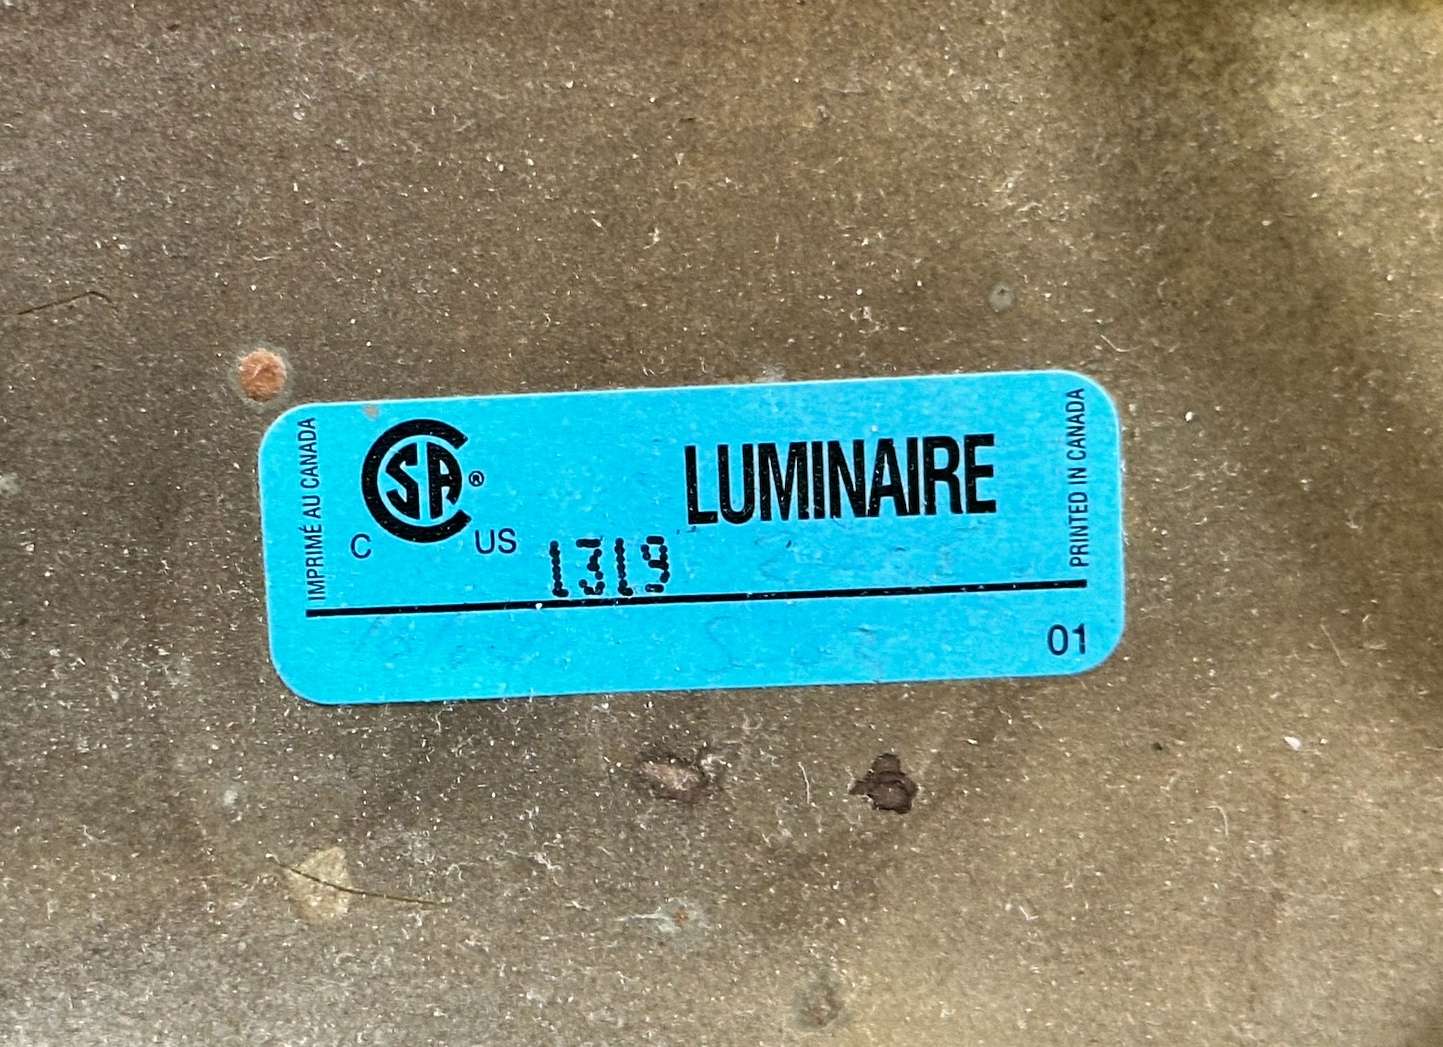 IMPRIMÉ AU CANADA
CSA®
C US
LUMINAIRE
1319
01
PRINTED IN CANADA